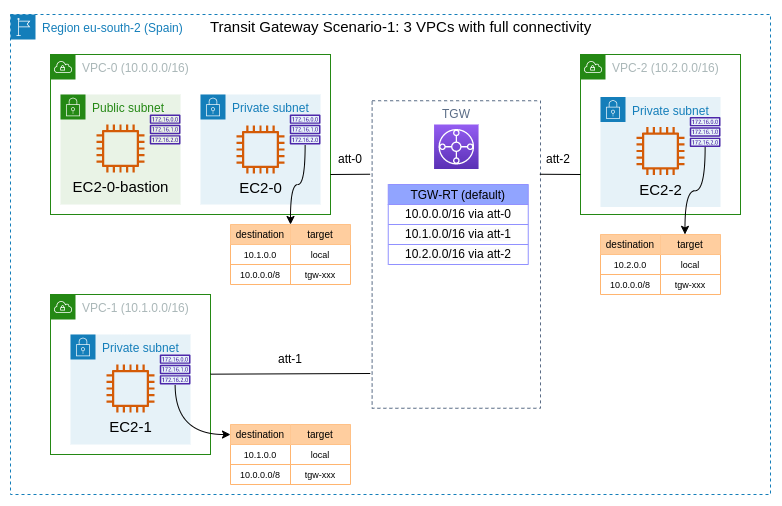 Region eu-south-2 (Spain)
Transit Gateway Scenario-1: 3 VPCs with full connectivity
VPC-0 (10.0.0.0/16)
Public subnet
172.16.0.0
172.16.1.0
172.16.2.0
EC2-0-bastion
Private subnet
172.16.0.0
172.16.1.0
172.16.2.0
EC2-0
destination target
10.1.0.0 local
10.0.0.0/8 tgw-xxx
att-0
TGW
TGW-RT (default)
10.0.0.0/16 via att-0
10.1.0.0/16 via att-1
10.2.0.0/16 via att-2
att-2
VPC-2 (10.2.0.0/16)
Private subnet
172.16.0.0
172.16.1.0
172.16.2.0
EC2-2
destination target
10.2.0.0 local
10.0.0.0/8 tgw-xxx
VPC-1 (10.1.0.0/16)
Private subnet
172.16.0.0
172.16.1.0
172.16.2.0
EC2-1
att-1
destination target
10.1.0.0 local
10.0.0.0/8 tgw-xxx